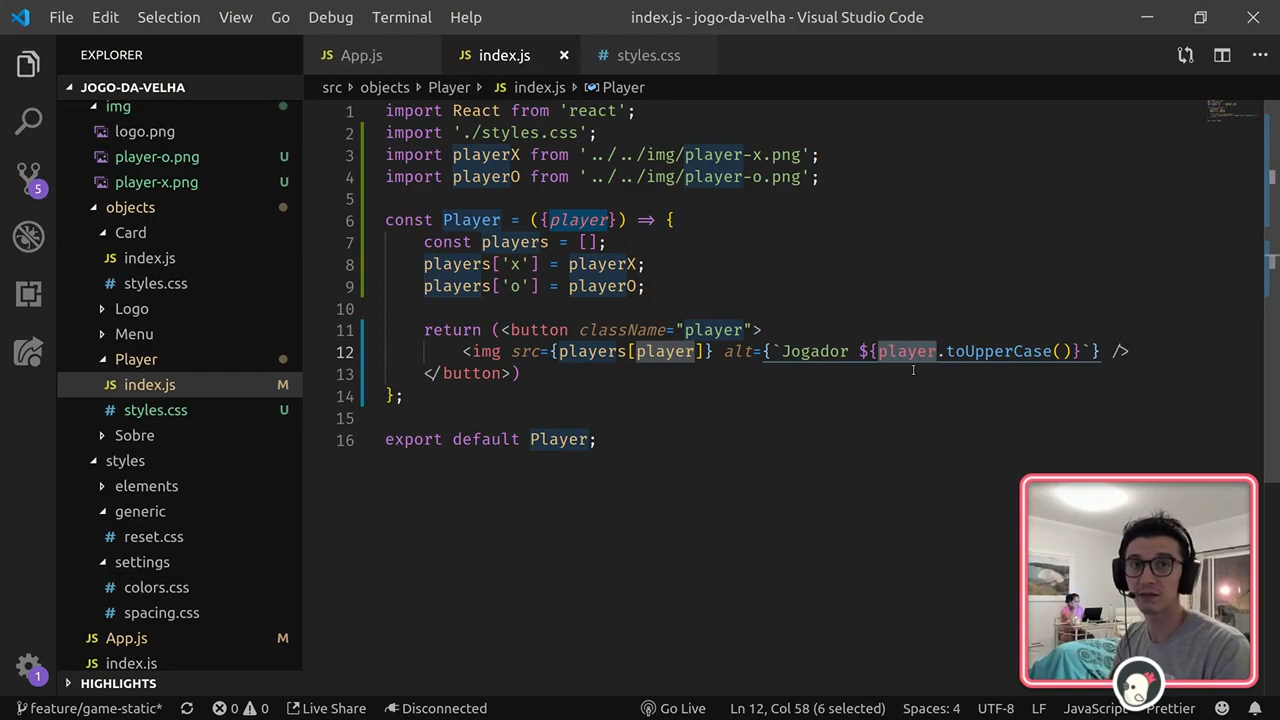 File Edit Selection View Go Debug Terminal Help
index.js - jogo-da-velha - Visual Studio Code
EXPLORER
JOGO-DA-VELHA
img
logo.png
player-o.png U
player-x.png U
objects
Card
index.js
styles.css
Logo
Menu
Player
index.js M
styles.css U
Sobre
styles
elements
generic
reset.css
settings
colors.css
spacing.css
App.js M
index.js
HIGHLIGHTS
5
1
App.js
index.js
styles.css
src > objects > Player > index.js > Player
1 import React from 'react';
2 import './styles.css';
3 import playerX from '../../img/player-x.png';
4 import playerO from '../../img/player-o.png';
5
6 const Player = ({player}) => {
7 const players = [];
8 players['x'] = playerX;
9 players['o'] = playerO;
10
11 return (<button className="player">
12 <img src={players[player]} alt={`Jogador ${player.toUpperCase()}`} />
13 </button>)
14 };
15
16 export default Player;
feature/game-static* 0 0 Live Share Disconnected Go Live Ln 12, Col 58 (6 selected) Spaces: 4 UTF-8 LF JavaScript Prettier